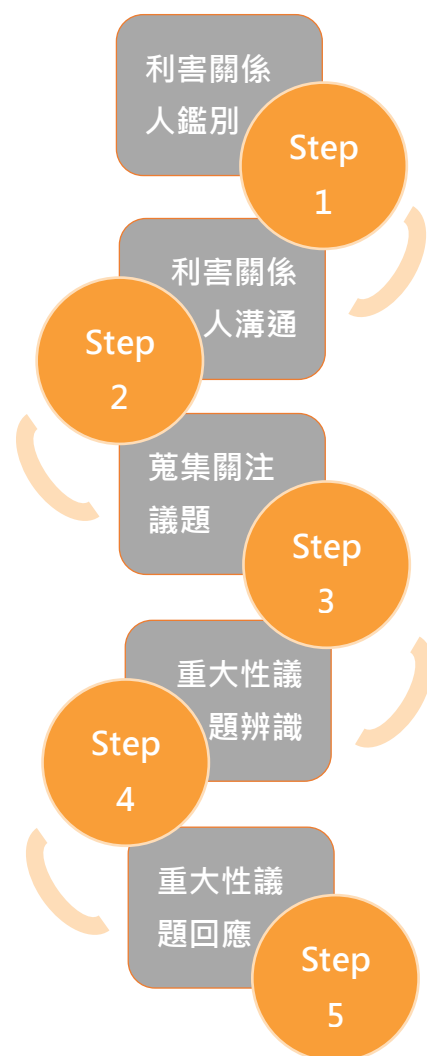 利害關係
人鑑別
Step
1
利害關係
人溝通
Step
2
蒐集關注
議題
Step
3
重大性議
題辨識
Step
4
重大性議
題回應
Step
5